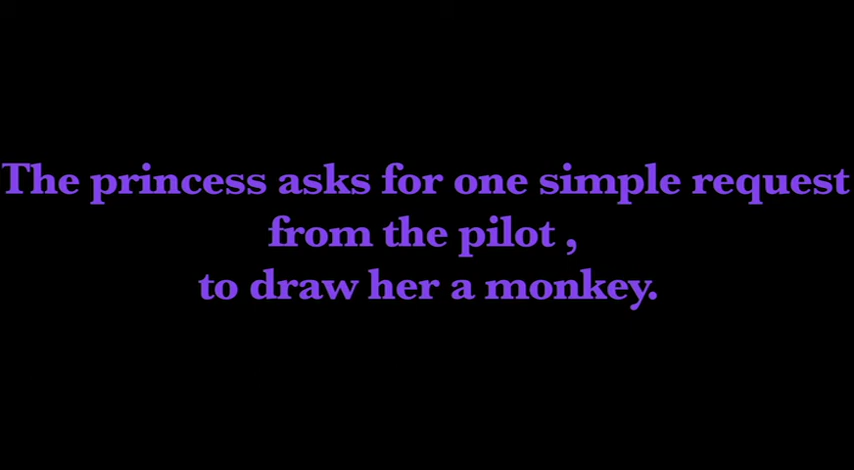 The princess asks for one simple request
from the pilot ,
to draw her a monkey.